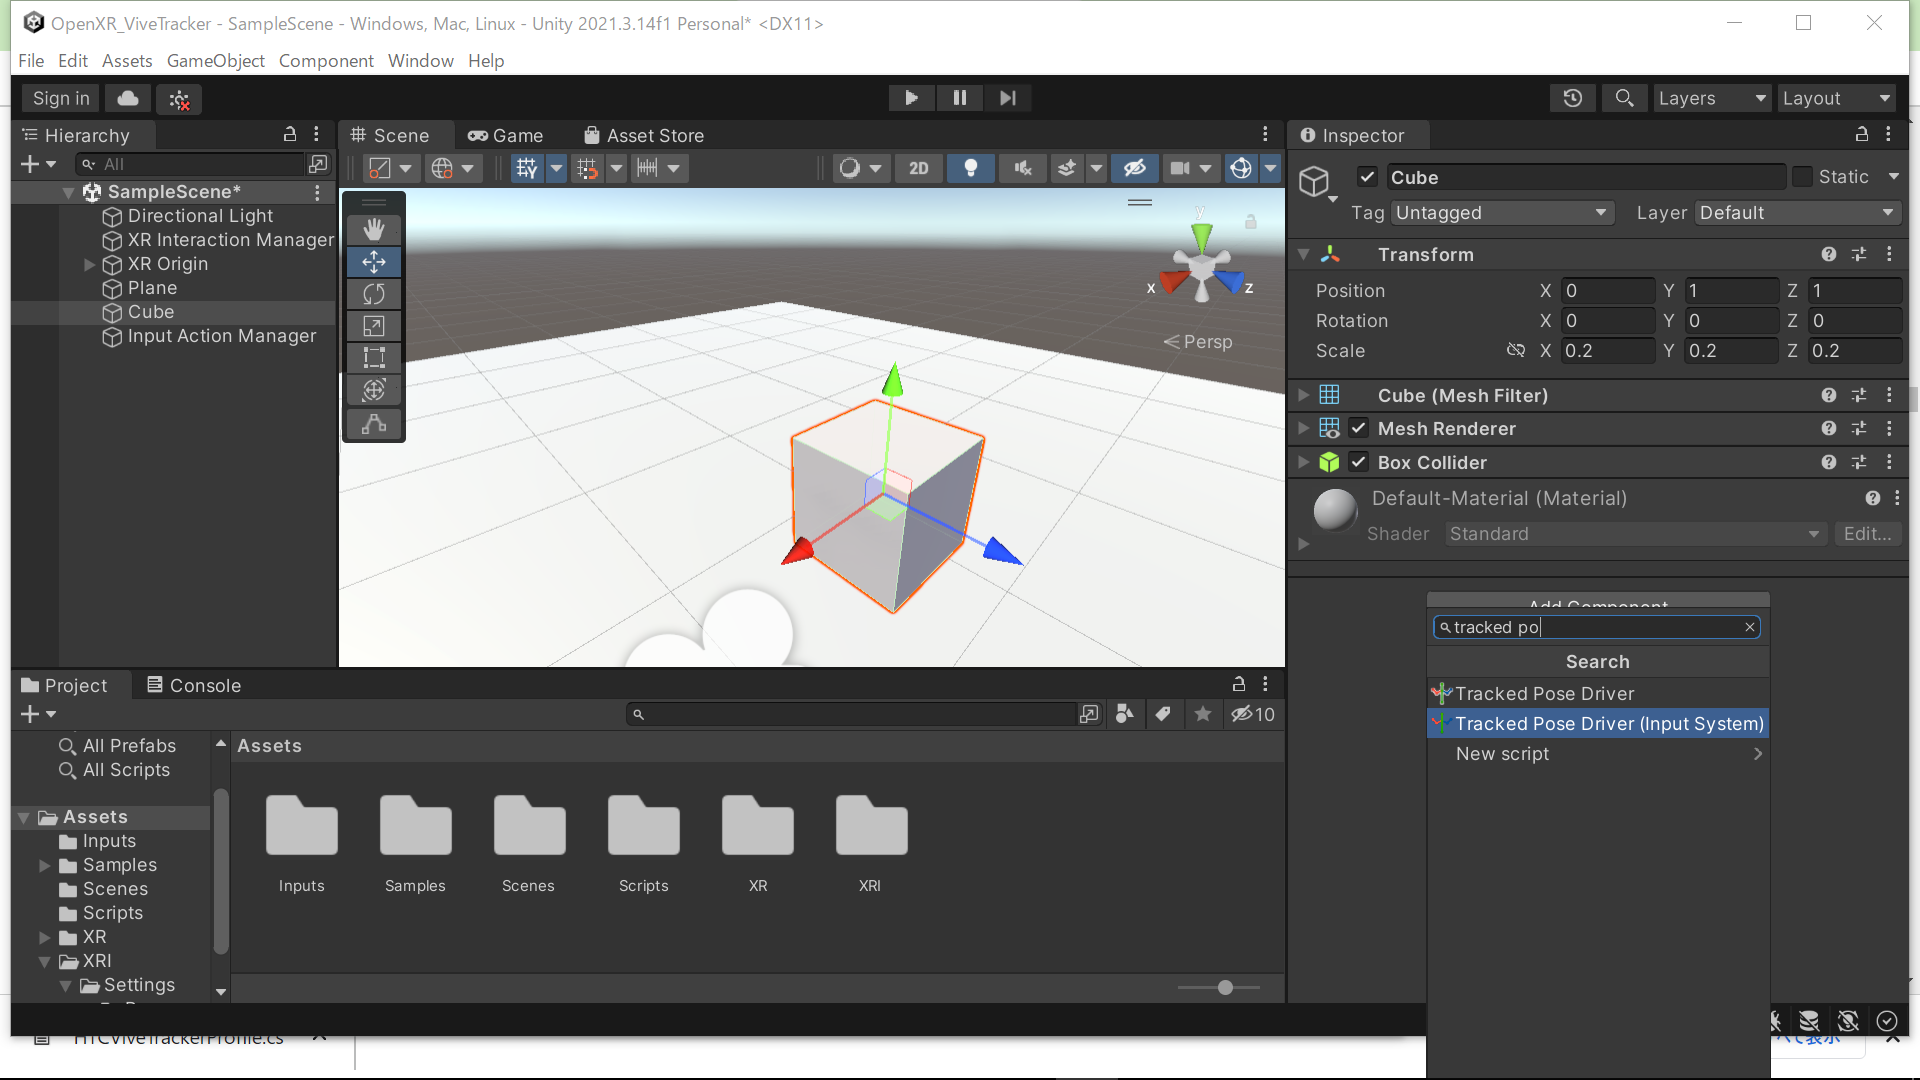 OpenXR_ViveTracker - SampleScene - Windows, Mac, Linux - Unity 2021.3.14f1 Personal* <DX11>
File Edit Assets GameObject Component Window Help
Sign in
Layers
Layout
Hierarchy
Scene
Game
Asset Store
Inspector
All
2D
SampleScene*
Directional Light
XR Interaction Manager
XR Origin
Plane
Cube
Input Action Manager
y
x
z
Persp
Cube
Static
Tag Untagged
Layer Default
Transform
Position X 0 Y 1 Z 1
Rotation X 0 Y 0 Z 0
Scale X 0.2 Y 0.2 Z 0.2
Cube (Mesh Filter)
Mesh Renderer
Box Collider
Default-Material (Material)
Shader Standard Edit...
Add Component
tracked po
Search
Tracked Pose Driver
Tracked Pose Driver (Input System)
New script
Project
Console
10
All Prefabs
All Scripts
Assets
Inputs
Samples
Scenes
Scripts
XR
XRI
Settings
Assets
Inputs
Samples
Scenes
Scripts
XR
XRI
HTCViveTrackerProfile.cs
て表示